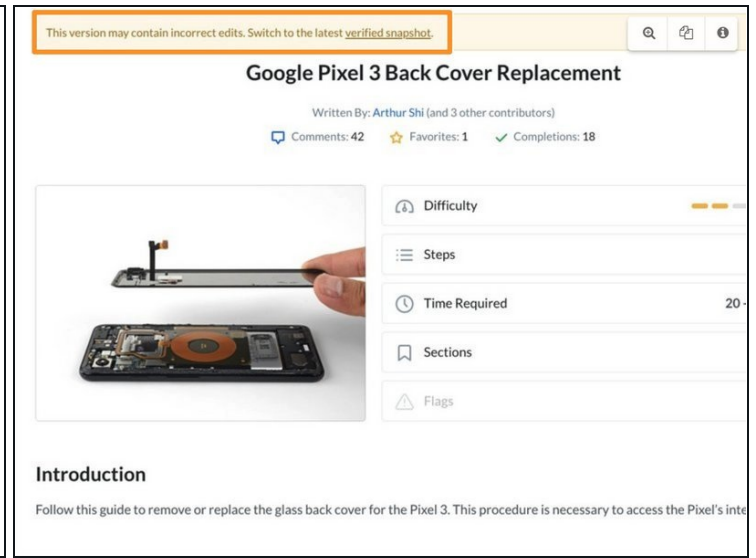 This version may contain incorrect edits. Switch to the latest verified snapshot.
Google Pixel 3 Back Cover Replacement
Written By: Arthur Shi (and 3 other contributors)
Comments: 42 Favorites: 1 Completions: 18
Difficulty
Steps
Time Required 20 -
Sections
Flags
Introduction
Follow this guide to remove or replace the glass back cover for the Pixel 3. This procedure is necessary to access the Pixel's inte